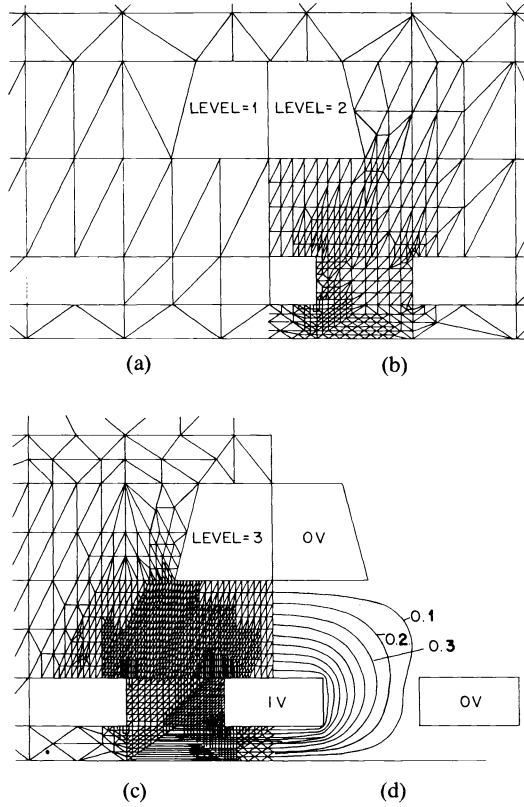 LEVEL=1 LEVEL=2
(a) (b)
LEVEL=3 0V
0.1
0.2
0.3
1V 0V
(c) (d)